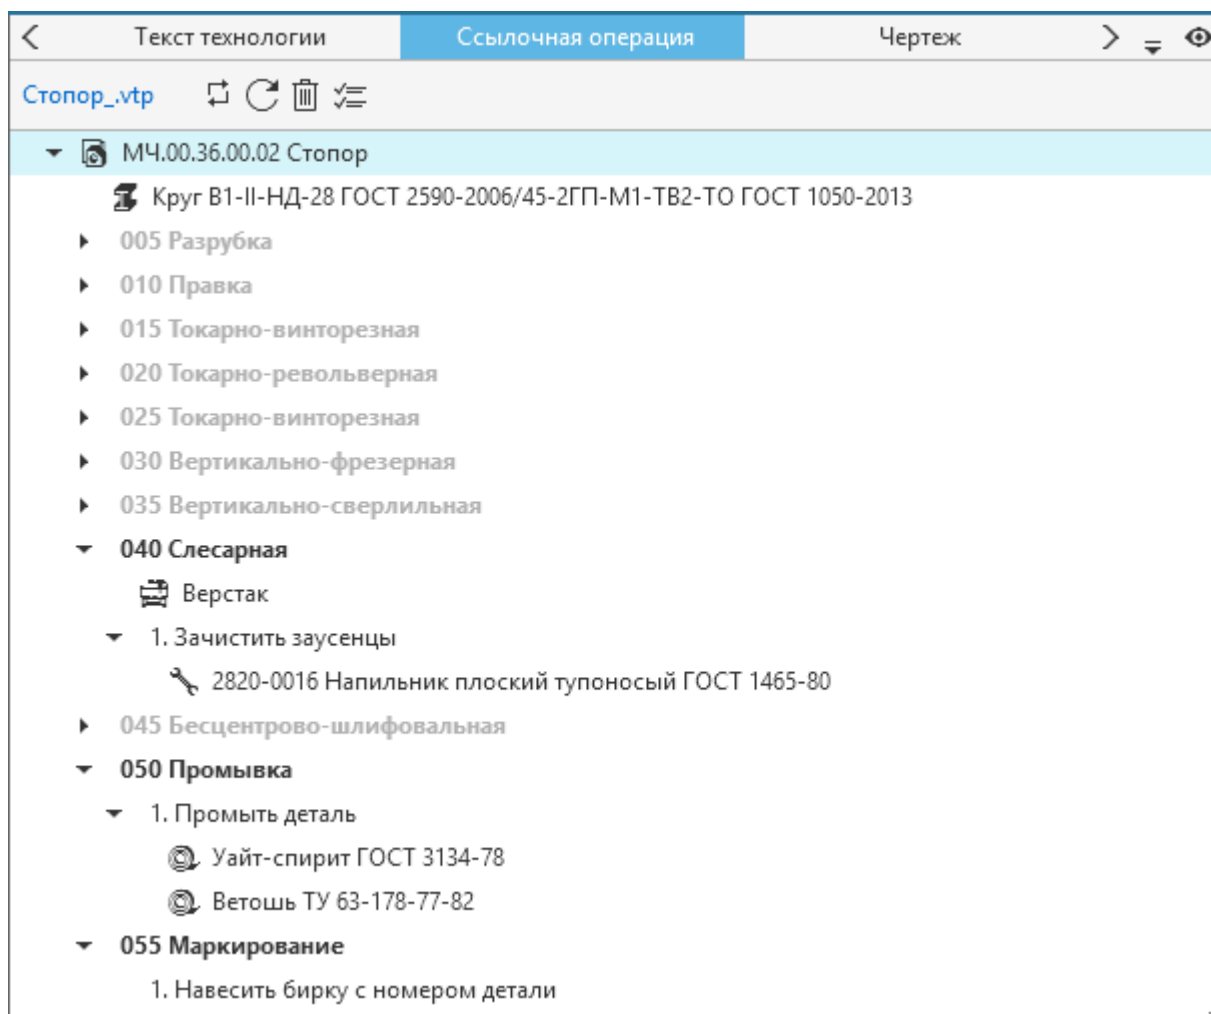 Текст технологии Ссылочная операция Чертеж
Стопор_.vtp
МЧ.00.36.00.02 Стопор
Круг В1-II-НД-28 ГОСТ 2590-2006/45-2ГП-М1-ТВ2-ТО ГОСТ 1050-2013
005 Разрубка
010 Правка
015 Токарно-винторезная
020 Токарно-револьверная
025 Токарно-винторезная
030 Вертикально-фрезерная
035 Вертикально-сверлильная
040 Слесарная
Верстак
1. Зачистить заусенцы
2820-0016 Напильник плоский тупоносый ГОСТ 1465-80
045 Бесцентрово-шлифовальная
050 Промывка
1. Промыть деталь
Уайт-спирит ГОСТ 3134-78
Ветошь ТУ 63-178-77-82
055 Маркирование
1. Навесить бирку с номером детали